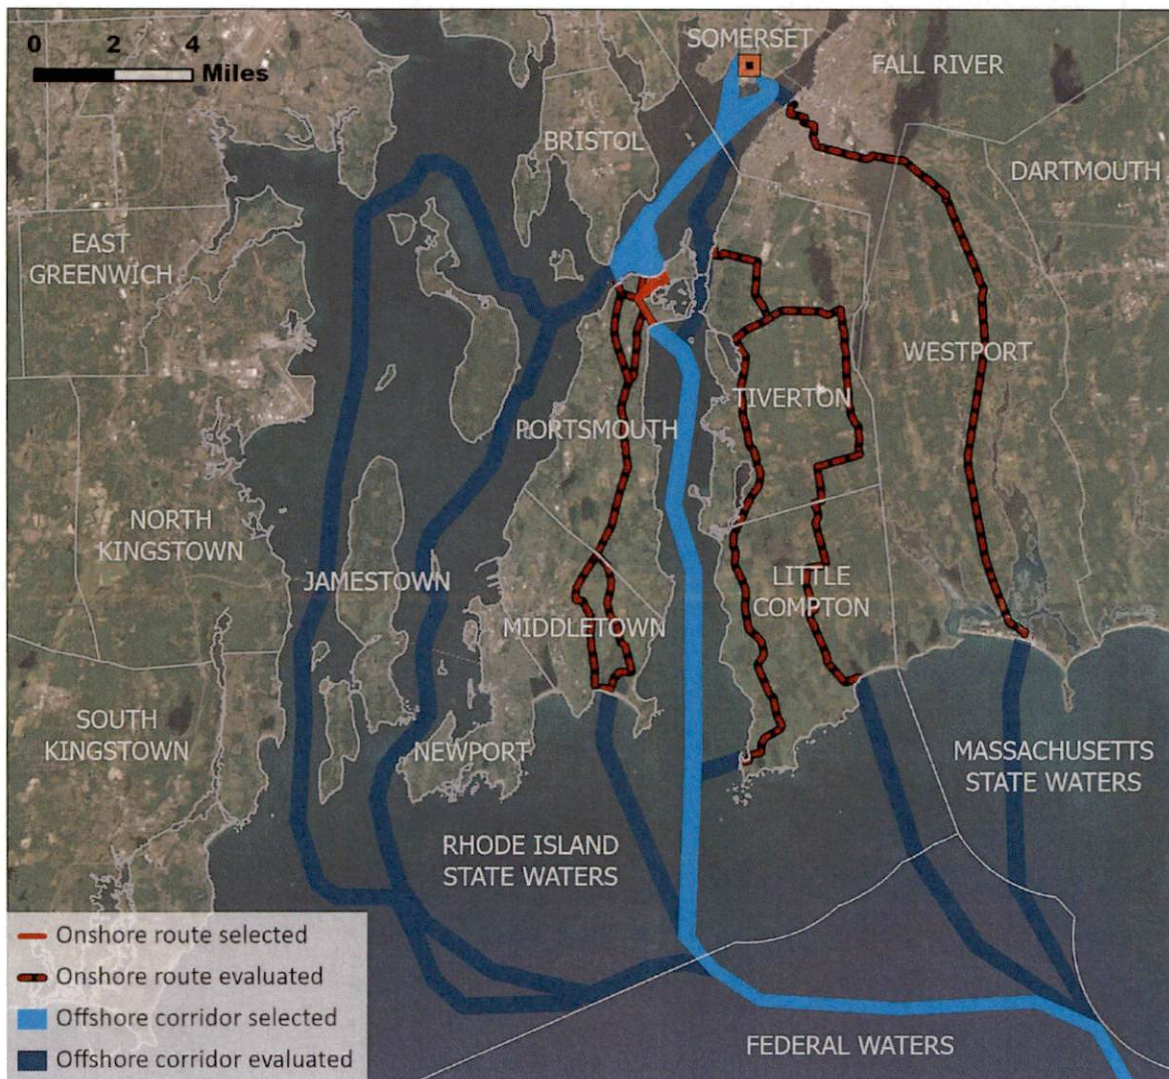 0 2 4
Miles
SOMERSET
FALL RIVER
BRISTOL
DARTMOUTH
EAST
GREENWICH
WESTPORT
TIVERTON
PORTSMOUTH
NORTH
KINGSTOWN
JAMESTOWN
LITTLE
COMPTON
MIDDLETOWN
SOUTH
KINGSTOWN
NEWPORT
MASSACHUSETTS
STATE WATERS
RHODE ISLAND
STATE WATERS
Onshore route selected
Onshore route evaluated
Offshore corridor selected
Offshore corridor evaluated
FEDERAL WATERS